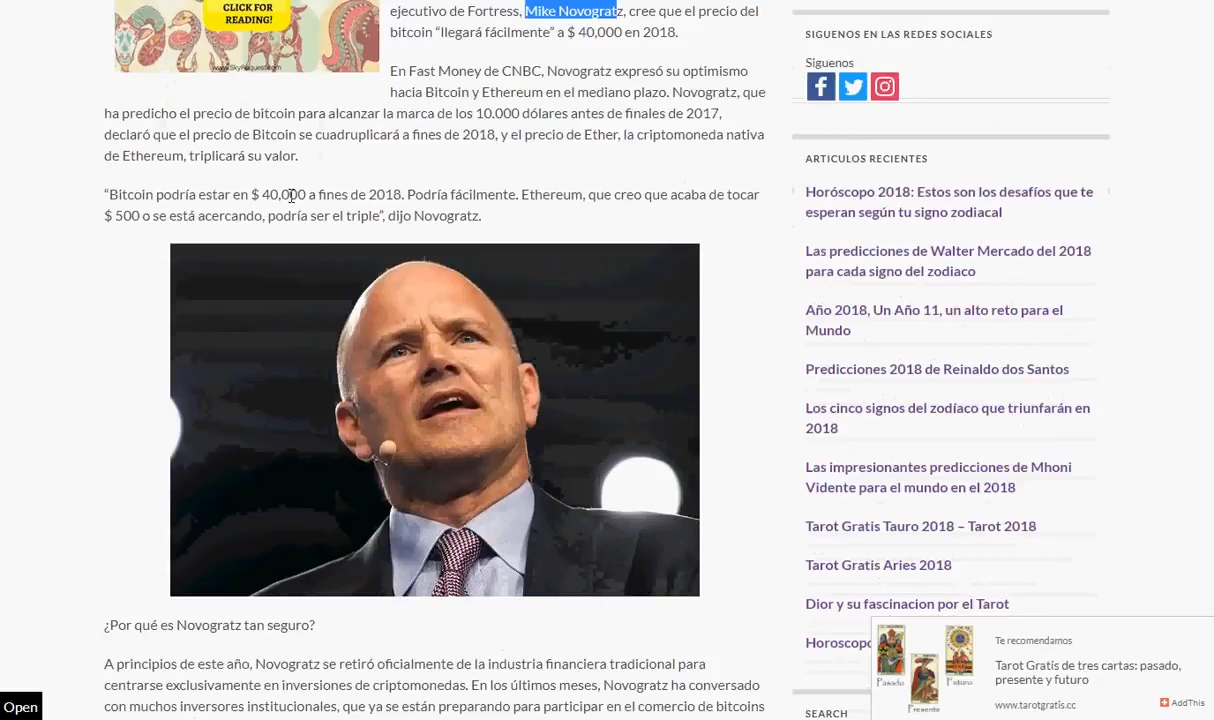 CLICK FOR
READING!
www.SkyRequest.com
ejecutivo de Fortress, Mike Novogratz, cree que el precio del
bitcoin “llegará fácilmente” a $ 40,000 en 2018.
En Fast Money de CNBC, Novogratz expresó su optimismo
hacia Bitcoin y Ethereum en el mediano plazo. Novogratz, que
ha predicho el precio de bitcoin para alcanzar la marca de los 10.000 dólares antes de finales de 2017,
declaró que el precio de Bitcoin se cuadruplicará a fines de 2018, y el precio de Ether, la criptomoneda nativa
de Ethereum, triplicará su valor.
“Bitcoin podría estar en $ 40,000 a fines de 2018. Podría fácilmente. Ethereum, que creo que acaba de tocar
$ 500 o se está acercando, podría ser el triple”, dijo Novogratz.
¿Por qué es Novogratz tan seguro?
A principios de este año, Novogratz se retiró oficialmente de la industria financiera tradicional para
centrarse exclusivamente en inversiones de criptomonedas. En los últimos meses, Novogratz ha conversado
con muchos inversores institucionales, que ya se están preparando para participar en el comercio de bitcoins
Open
SIGUENOS EN LAS REDES SOCIALES
Siguenos
ARTICULOS RECIENTES
Horóscopo 2018: Estos son los desafíos que te
esperan según tu signo zodiacal
Las predicciones de Walter Mercado del 2018
para cada signo del zodiaco
Año 2018, Un Año 11, un alto reto para el
Mundo
Predicciones 2018 de Reinaldo dos Santos
Los cinco signos del zodíaco que triunfarán en
2018
Las impresionantes predicciones de Mhoni
Vidente para el mundo en el 2018
Tarot Gratis Tauro 2018 – Tarot 2018
Tarot Gratis Aries 2018
Dior y su fascinacion por el Tarot
Horoscopo
SEARCH
Pasado
Presente
Futuro
Te recomendamos
Tarot Gratis de tres cartas: pasado,
presente y futuro
www.tarotgratis.cc
AddThis